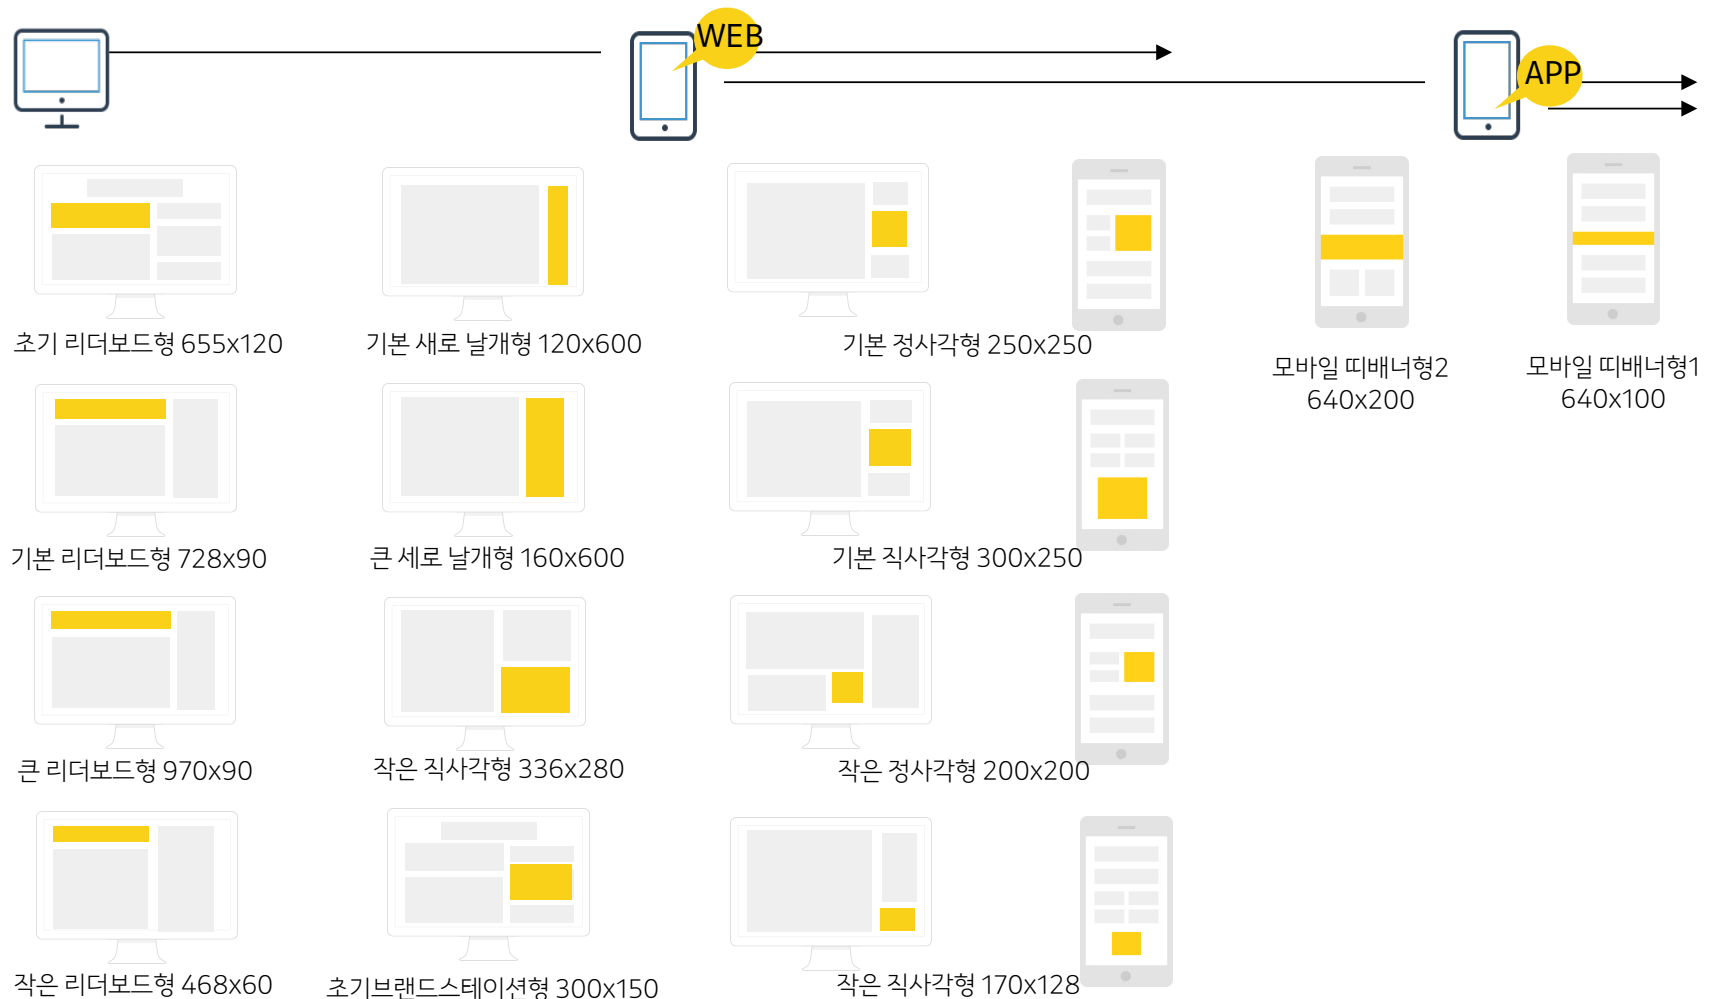 WEB
APP
초기 리더보드형 655x120
기본 새로 날개형 120x600
기본 정사각형 250x250
모바일 띠배너형2
640x200
모바일 띠배너형1
640x100
기본 리더보드형 728x90
큰 세로 날개형 160x600
기본 직사각형 300x250
큰 리더보드형 970x90
작은 직사각형 336x280
작은 정사각형 200x200
작은 리더보드형 468x60
초기브랜드스테이션형 300x150
작은 직사각형 170x128